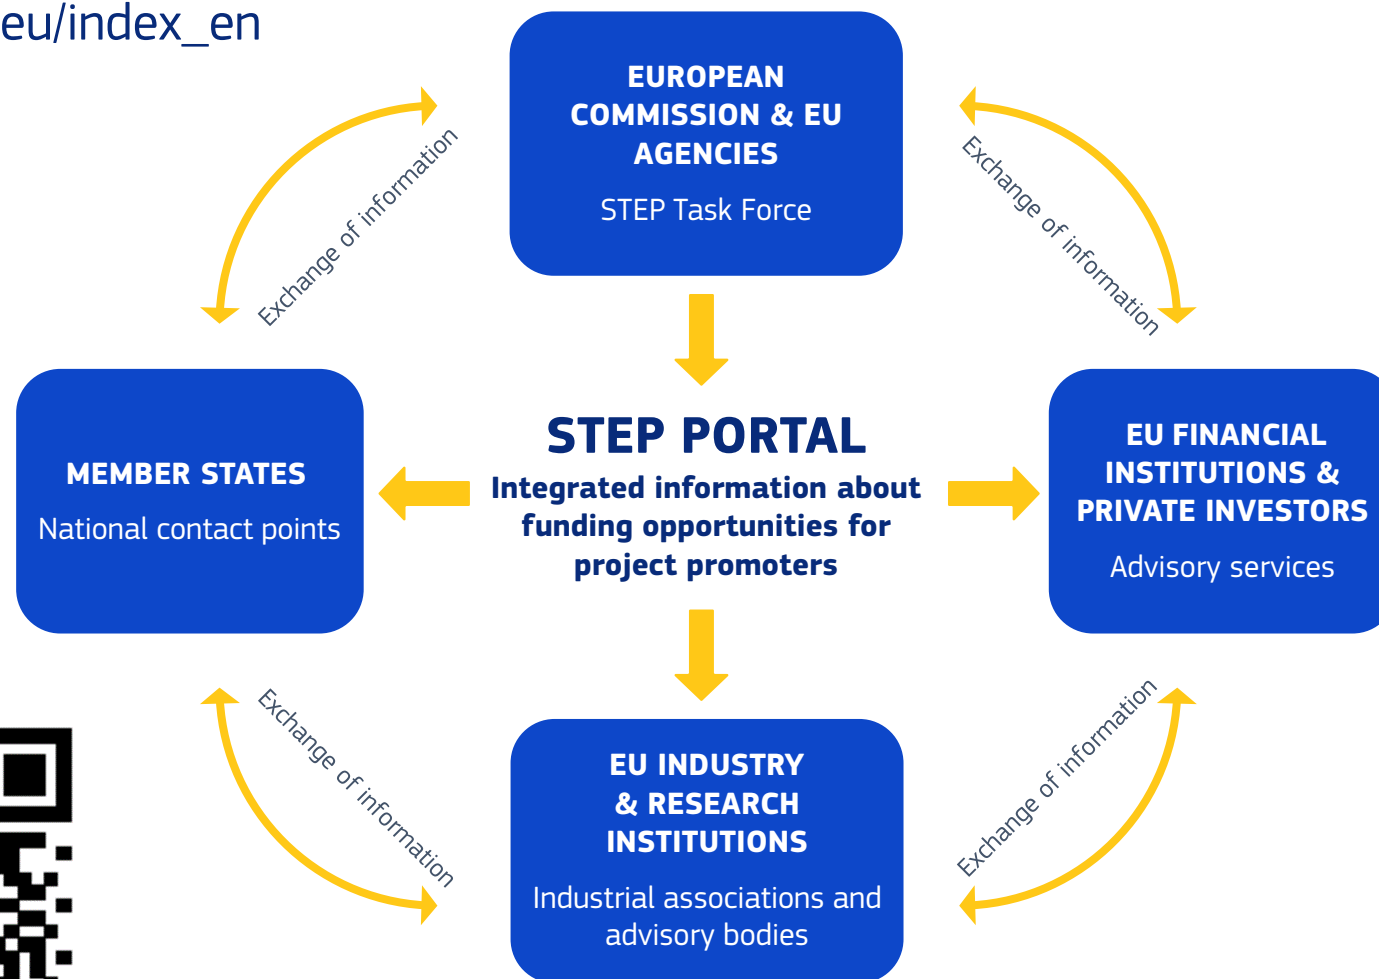 eu/index_en
EUROPEAN
COMMISSION & EU
AGENCIES
STEP Task Force
Exchange of information
Exchange of information
MEMBER STATES
National contact points
STEP PORTAL
Integrated information about
funding opportunities for
project promoters
EU FINANCIAL
INSTITUTIONS &
PRIVATE INVESTORS
Advisory services
Exchange of information
Exchange of information
EU INDUSTRY
& RESEARCH
INSTITUTIONS
Industrial associations and
advisory bodies